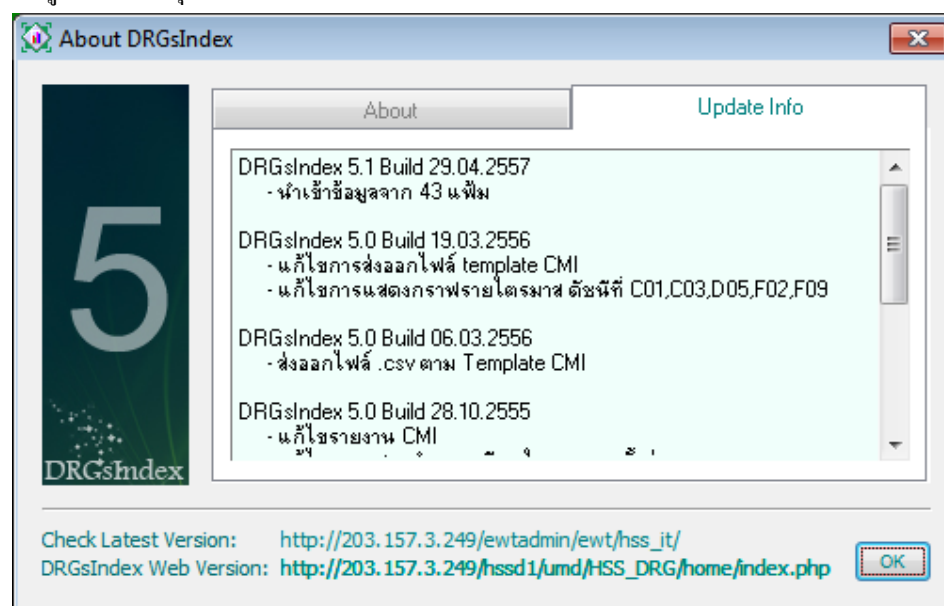 About DRGsIndex
About
Update Info
DRGsIndex 5.1 Build 29.04.2557
- นำเข้าข้อมูลจาก 43 แฟ้ม
DRGsIndex 5.0 Build 19.03.2556
- แก้ไขการส่งออกไฟล์ template CMI
- แก้ไขการแสดงกราฟรายไตรมาส ดัชนีที่ C01,C03,D05,F02,F09
DRGsIndex 5.0 Build 06.03.2556
- ส่งออกไฟล์ .csv ตาม Template CMI
DRGsIndex 5.0 Build 28.10.2555
- แก้ไขรายงาน CMI
5
DRGsIndex
Check Latest Version: http://203.157.3.249/ewtadmin/ewt/hss_it/
DRGsIndex Web Version: http://203.157.3.249/hssd1/umd/HSS_DRG/home/index.php
OK